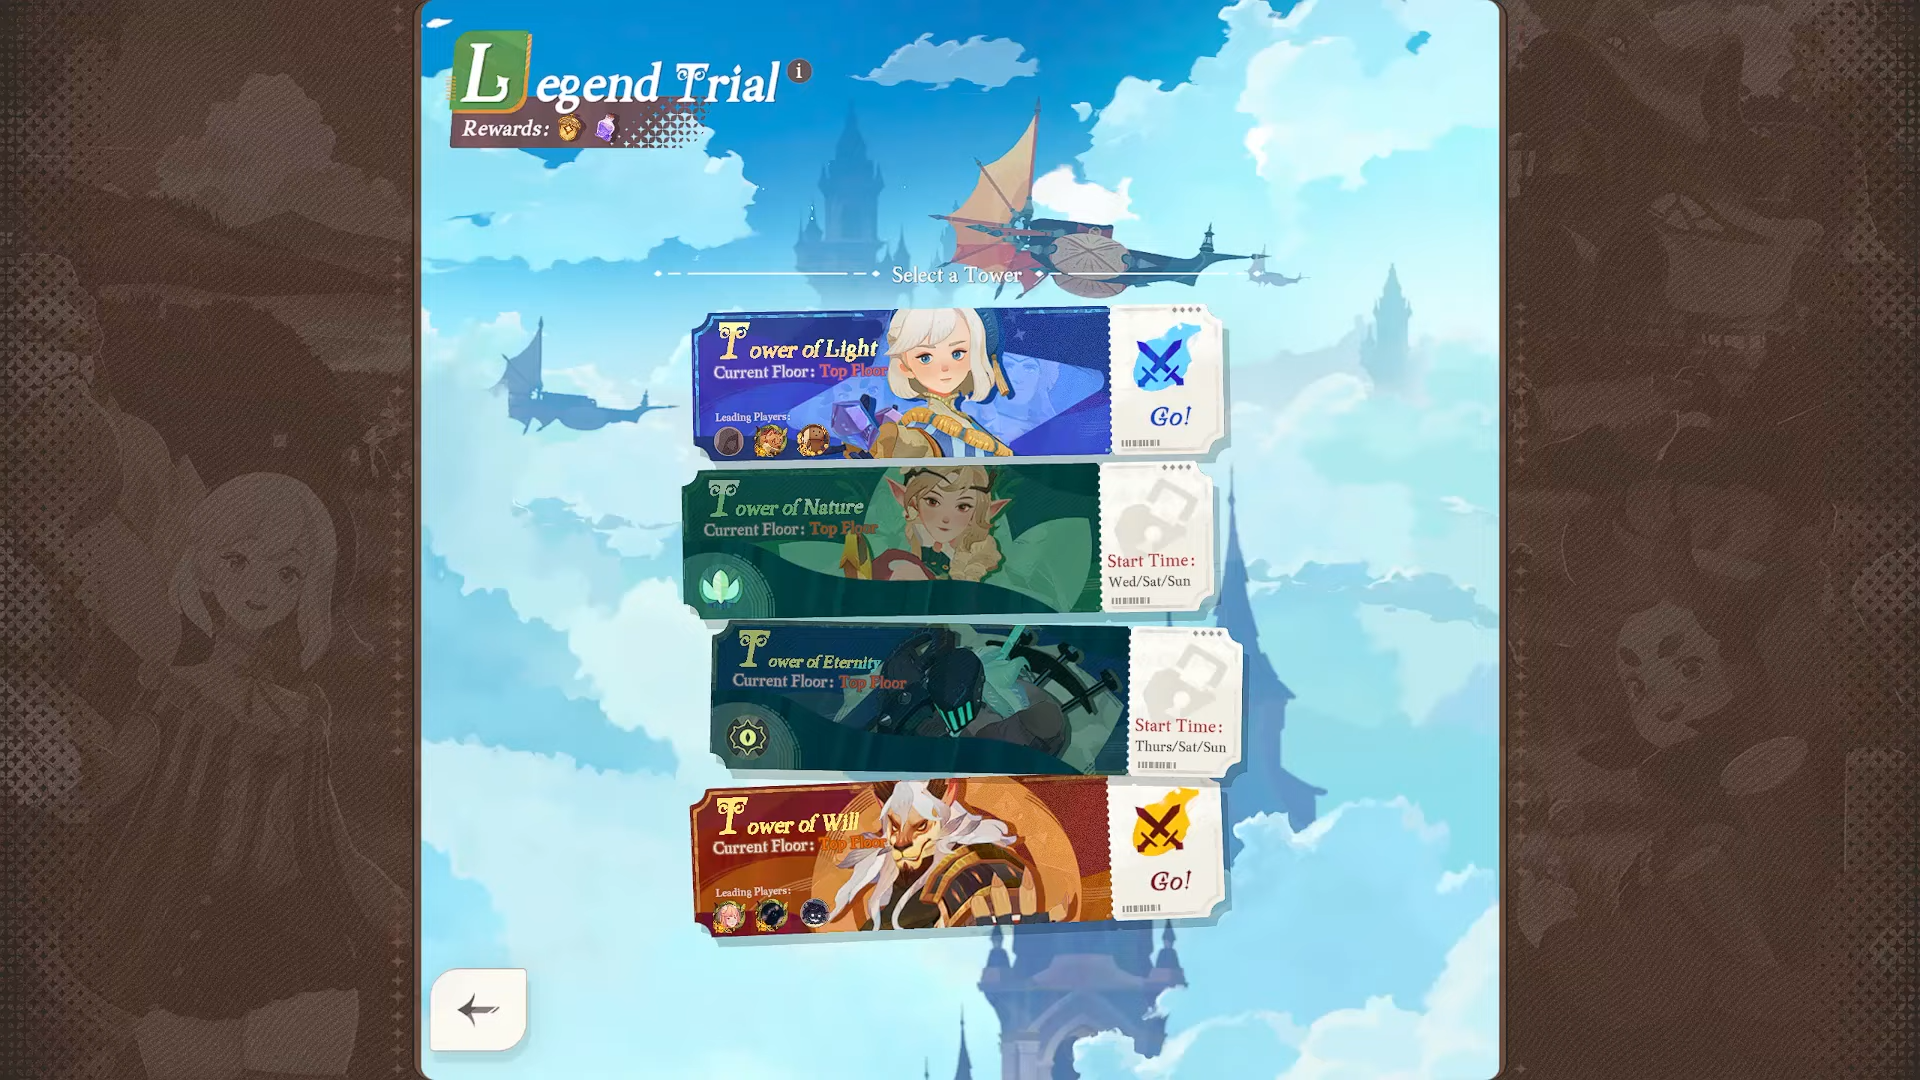 Legend Trial
i
Rewards:
Select a Tower
Tower of Light
Current Floor: Top Floor
Leading Players:
Go!
Tower of Nature
Current Floor: Top Floor
Start Time:
Wed/Sat/Sun
Tower of Eternity
Current Floor: Top Floor
Start Time:
Thurs/Sat/Sun
Tower of Will
Current Floor: Top Floor
Leading Players:
Go!